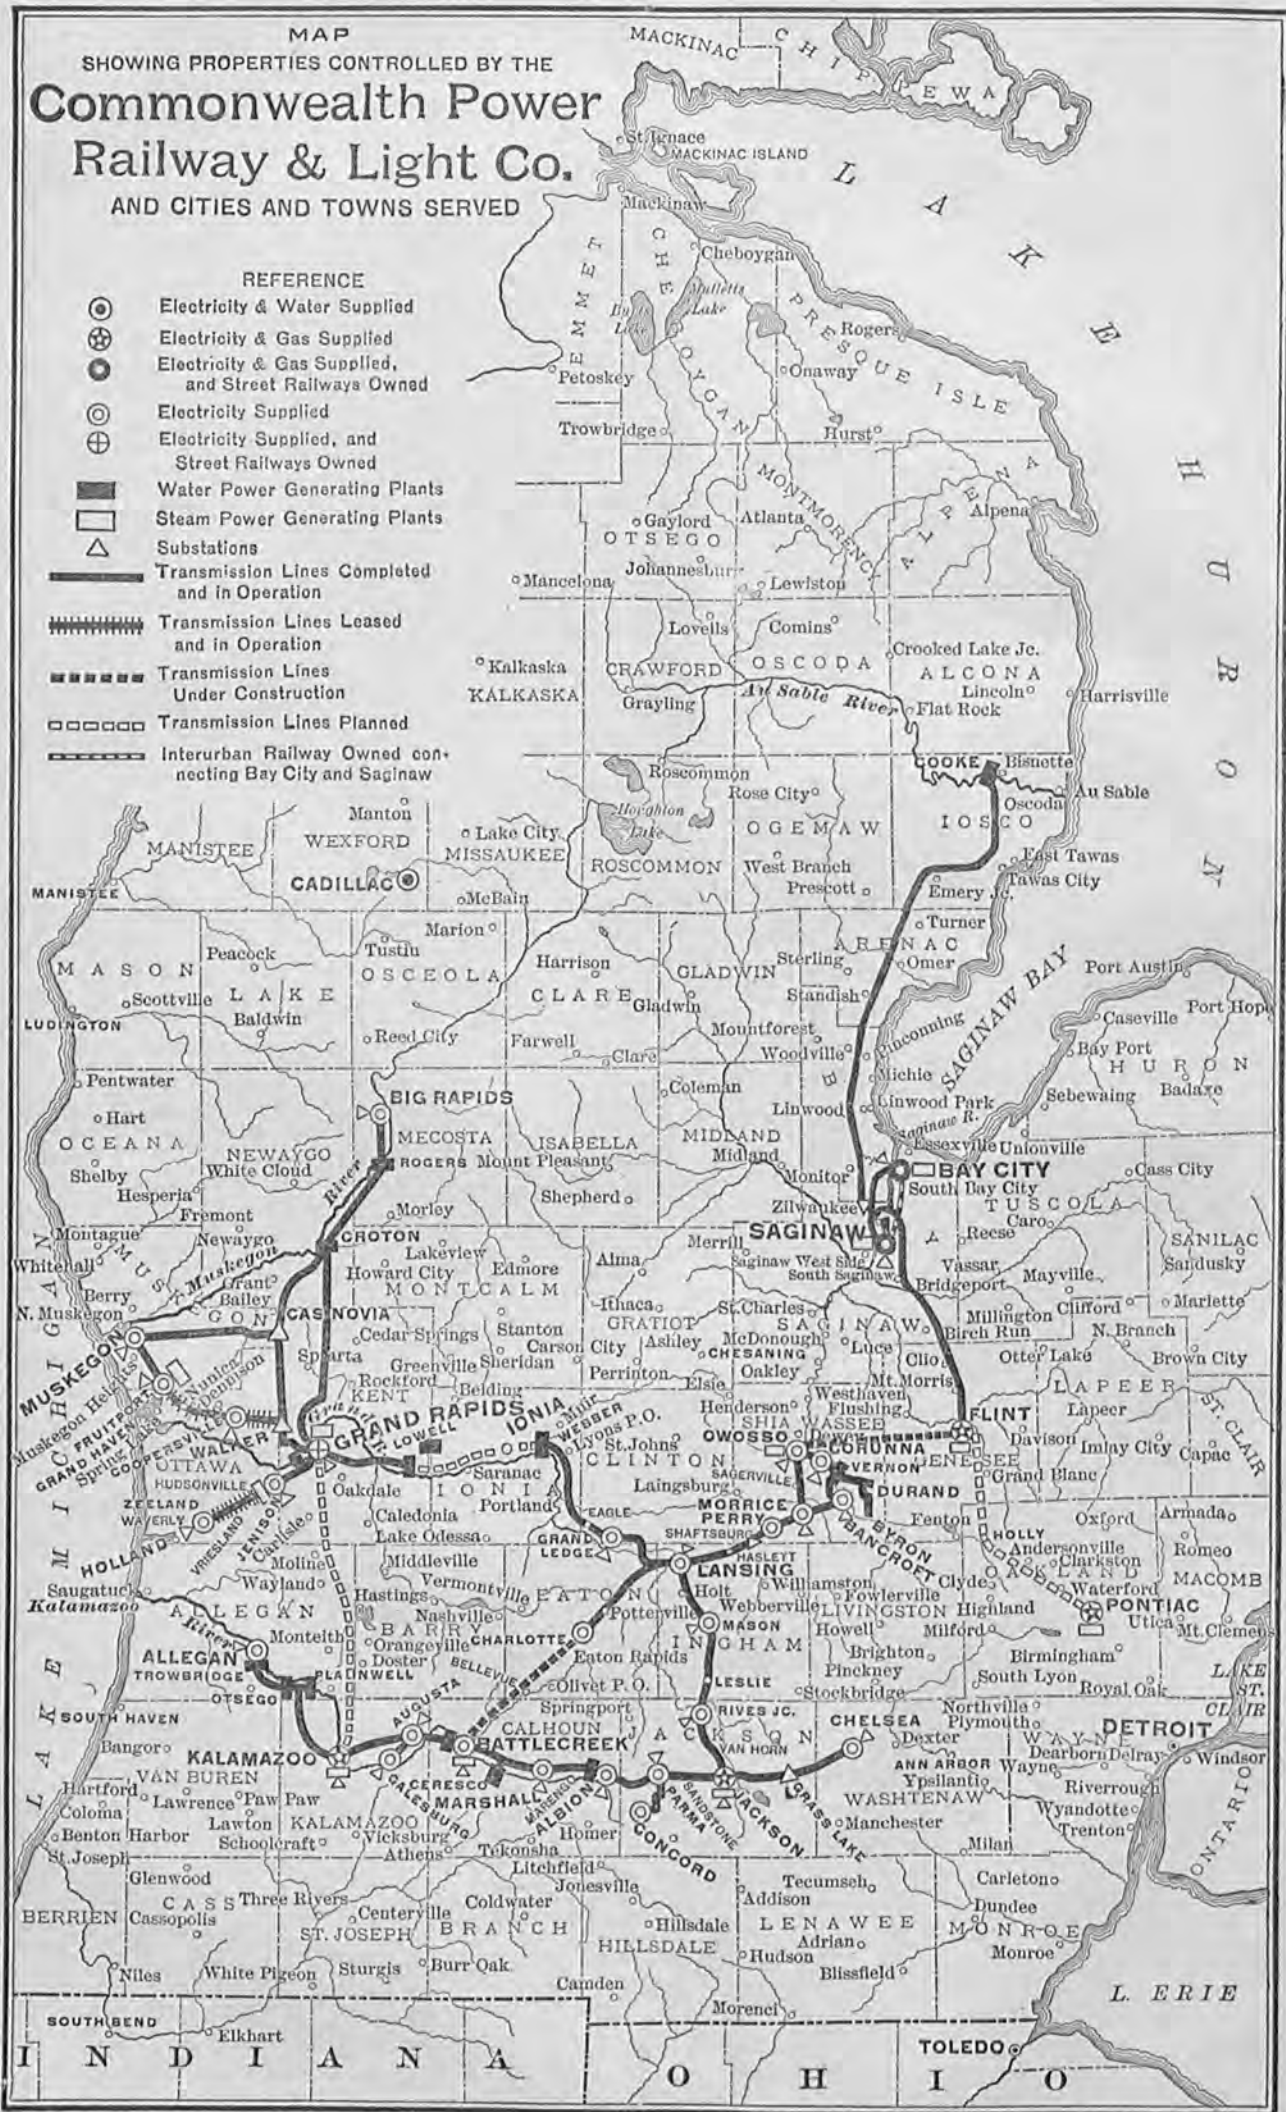 MAP
SHOWING PROPERTIES CONTROLLED BY THE
Commonwealth Power
Railway & Light Co.
AND CITIES AND TOWNS SERVED
REFERENCE
Electricity & Water Supplied
Electricity & Gas Supplied
Electricity & Gas Supplied,
and Street Railways Owned
Electricity Supplied
Electricity Supplied, and
Street Railways Owned
Water Power Generating Plants
Steam Power Generating Plants
Substations
Transmission Lines Completed
and in Operation
Transmission Lines Leased
and in Operation
Transmission Lines
Under Construction
Transmission Lines Planned
Interurban Railway Owned con-
necting Bay City and Saginaw
MACKINAC
CHIPPEWA
St. Ignace
MACKINAC ISLAND
LAKE HURON
Mackinaw
EMMET
CHEBOYGAN
Cheboygan
Mulletts
Lake
Burts
Lake
PRESQUE ISLE
Rogers
Onaway
Petoskey
Trowbridge
Hurst
MONTMORENCY
ALPENA
Gaylord
OTSEGO
Atlanta
Alpena
Johannesburg
Mancelona
Lewiston
Lovells
Comins
Crooked Lake Jc.
Kalkaska
CRAWFORD
OSCODA
ALCONA
Lincoln
KALKASKA
Grayling
Au Sable River
Flat Rock
Harrisville
COOKE
Bisnette
Roscommon
Rose City
Au Sable
Oscoda
Manton
Houghton
Lake
OGEMAW
IOSCO
MANISTEE
WEXFORD
Lake City
MISSAUKEE
ROSCOMMON
West Branch
East Tawas
Tawas City
Prescott
Emery Jc.
MANISTEE
CADILLAC
McBain
Marion
Turner
Peacock
Tustin
ARENAC
MASON
OSCEOLA
Harrison
GLADWIN
Sterling
Omer
SAGINAW BAY
Port Austin
Scottville
LAKE
CLARE
Gladwin
Standish
Port Hope
LUDINGTON
Baldwin
Mountforest
Pinconning
Caseville
Reed City
Farwell
Clare
Woodville
Bay Port
HURON
Pentwater
Michie
Badaxe
BIG RAPIDS
Coleman
Linwood
Linwood Park
Sebewaing
Hart
OCEANA
MECOSTA
ISABELLA
MIDLAND
Saginaw R.
Essexville
Unionville
NEWAYGO
White Cloud
ROGERS
Mount Pleasant
Midland
BAY CITY
Cass City
Shelby
River
Monitor
South Bay City
Hesperia
Shepherd
Zilwaukee
TUSCOLA
Fremont
Morley
SAGINAW
Caro
Montague
Newaygo
CROTON
Merrill
Reese
SANILAC
Whitehall
Muskegon
Lakeview
Alma
Saginaw West Side
Sandusky
Grant
Howard City
Edmore
South Saginaw
Vassar
Mayville
Berry
Bailey
MONTCALM
Bridgeport
N. Muskegon
CASNOVIA
Ithaca
St. Charles
Millington
Clifford
Marlette
GRATIOT
SAGINAW
Cedar Springs
Stanton
Ashley
McDonough
Birch Run
N. Branch
MUSKEGON
Sparta
Carson City
CHESANING
Luce
Otter Lake
Brown City
Greenville
Sheridan
Oakley
Clio
Rockford
Perrinton
Elsie
Mt. Morris
Muskegon Heights
Nunica
Dennison
KENT
Belding
Westhaven
LAPEER
FRUITPORT
Muir
Henderson
Flushing
FLINT
Lapeer
ST. CLAIR
GRAND HAVEN
GRAND RAPIDS
IONIA
WEBBER
SHIAWASSEE
Spring Lake
COOPERSVILLE
WALKER
Grand R.
LOWELL
Lyons P.O.
OWOSSO
CORUNNA
Davison
Imlay City
Capac
OTTAWA
St. Johns
CLINTON
VERNON
GENESEE
HUDSONVILLE
Oakdale
Saranac
SAGERVILLE
Grand Blanc
ZEELAND
IONIA
Laingsburg
DURAND
WAVERLY
Portland
EAGLE
MORRICE
Armada
Caledonia
PERRY
Fenton
Oxford
HOLLAND
VRIESLAND
JENISON
Carlisle
Lake Odessa
GRAND
LEDGE
SHAFTSBURG
BYRON
HOLLY
Romeo
HASLETT
BANCROFT
Andersonville
Moline
Middleville
LANSING
Clarkston
Saugatuck
Wayland
Vermontville
EATON
Holt
Williamston
Fowlerville
Clyde
OAKLAND
MACOMB
Kalamazoo
Hastings
Webberville
Waterford
ALLEGAN
Nashville
Potterville
LIVINGSTON
Highland
PONTIAC
River
BARRY
MASON
Howell
Milford
Utica
Mt. Clemens
Monteith
Orangeville
CHARLOTTE
INGHAM
ALLEGAN
Doster
Eaton Rapids
Brighton
Birmingham
TROWBRIDGE
PLAINWELL
BELLEVUE
Pinckney
LAKE
ST.
CLAIR
OTSEGO
Olivet P.O.
LESLIE
Stockbridge
South Lyon
Royal Oak
AUGUSTA
Springport
SOUTH HAVEN
RIVES JC.
Northville
CALHOUN
JACKSON
CHELSEA
Plymouth
DETROIT
Bangor
KALAMAZOO
BATTLECREEK
VAN HORN
Dexter
WAYNE
Dearborn
Delray
Windsor
VAN BUREN
GALESBURG
CERESCO
ANN ARBOR
Wayne
Hartford
MARSHALL
MARENGO
ALBION
PARMA
SANDSTONE
JACKSON
GRASS LAKE
Ypsilanti
Riverrough
Lawrence
Paw Paw
WASHTENAW
Coloma
Wyandotte
Lawton
KALAMAZOO
Manchester
Trenton
ONTARIO
Benton Harbor
Schoolcraft
Vicksburg
Homer
CONCORD
St. Joseph
Athens
Tekonsha
Milan
Litchfield
Glenwood
Jonesville
Tecumseh
Carleton
CASS
Three Rivers
Coldwater
Addison
BERRIEN
Cassopolis
Centerville
Dundee
ST. JOSEPH
BRANCH
Hillsdale
LENAWEE
MONROE
HILLSDALE
Adrian
Monroe
Hudson
Niles
White Pigeon
Sturgis
Burr Oak
Blissfield
Camden
L. ERIE
Morenci
SOUTH BEND
Elkhart
TOLEDO
LAKE MICHIGAN
INDIANA
OHIO